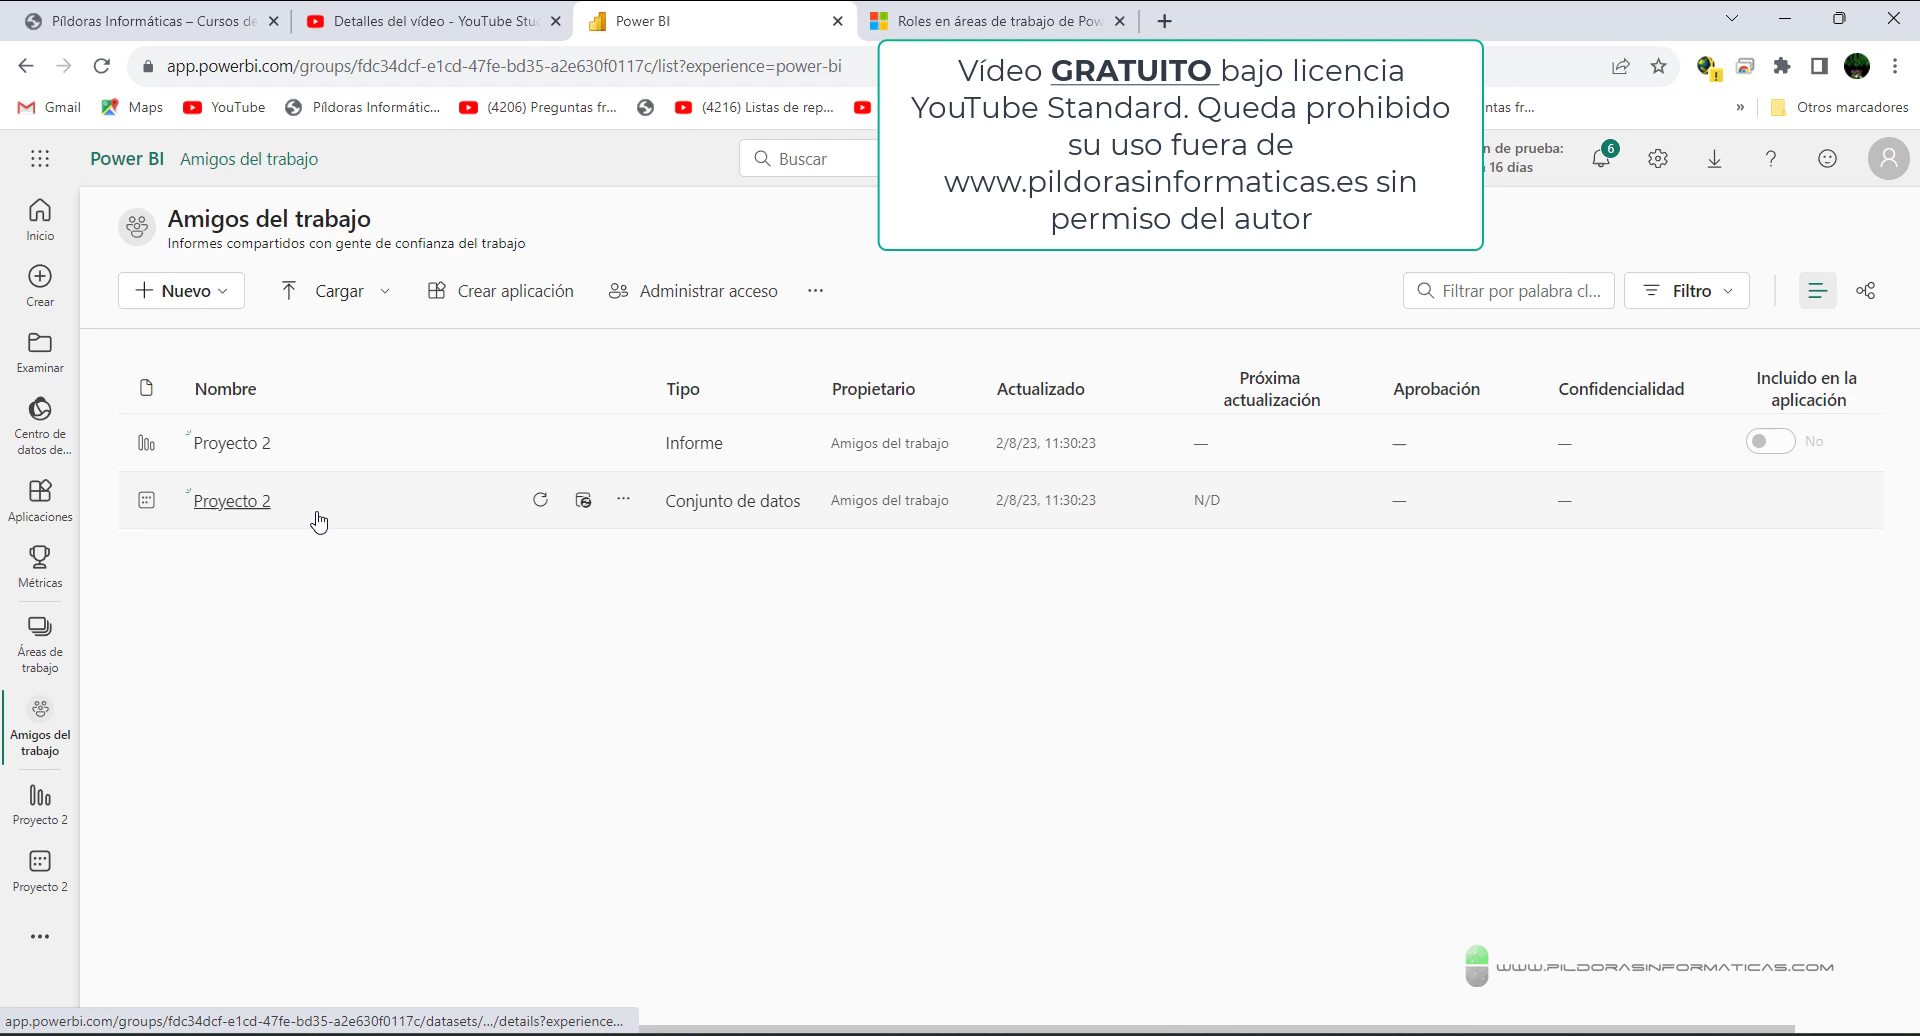 Píldoras Informáticas – Cursos de
Detalles del vídeo - YouTube Stu
Power BI
Roles en áreas de trabajo de Pow
app.powerbi.com/groups/fdc34dcf-e1cd-47fe-bd35-a2e630f0117c/list?experience=power-bi
Gmail
Maps
YouTube
Píldoras Informátic...
(4206) Preguntas fr...
(4216) Listas de rep...
ntas fr...
»
Otros marcadores
Vídeo GRATUITO bajo licencia
YouTube Standard. Queda prohibido
su uso fuera de
www.pildorasinformaticas.es sin
permiso del autor
Power BI Amigos del trabajo
Buscar
n de prueba:
16 días
6
Amigos del trabajo
Informes compartidos con gente de confianza del trabajo
Nuevo
Cargar
Crear aplicación
Administrar acceso
Filtrar por palabra cl...
Filtro
Nombre
Tipo
Propietario
Actualizado
Próxima
actualización
Aprobación
Confidencialidad
Incluido en la
aplicación
Proyecto 2
Informe
Amigos del trabajo
2/8/23, 11:30:23
—
—
—
No
Proyecto 2
Conjunto de datos
Amigos del trabajo
2/8/23, 11:30:23
N/D
—
—
Inicio
Crear
Examinar
Centro de
datos de...
Aplicaciones
Métricas
Áreas de
trabajo
Amigos del
trabajo
Proyecto 2
Proyecto 2
WWW.PILDORASINFORMATICAS.COM
app.powerbi.com/groups/fdc34dcf-e1cd-47fe-bd35-a2e630f0117c/datasets/.../details?experience...